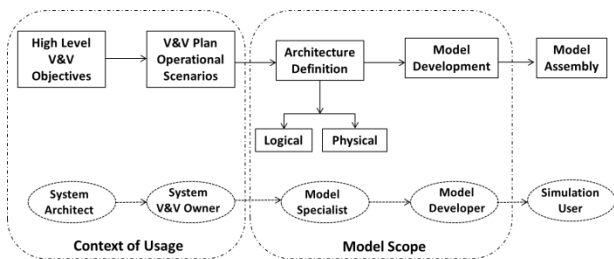 High Level
V&V
Objectives
V&V Plan
Operational
Scenarios
Architecture
Definition
Model
Development
Model
Assembly
Logical
Physical
System
Architect
System
V&V Owner
Model
Specialist
Model
Developer
Simulation
User
Context of Usage
Model Scope